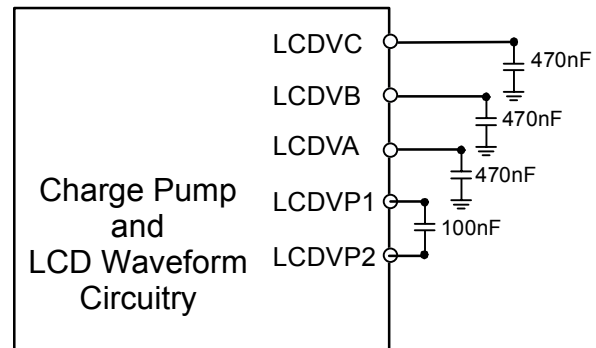 LCDVC
470nF
LCDVB
470nF
LCDVA
470nF
Charge Pump
and
LCD Waveform
Circuitry
LCDVP1
100nF
LCDVP2